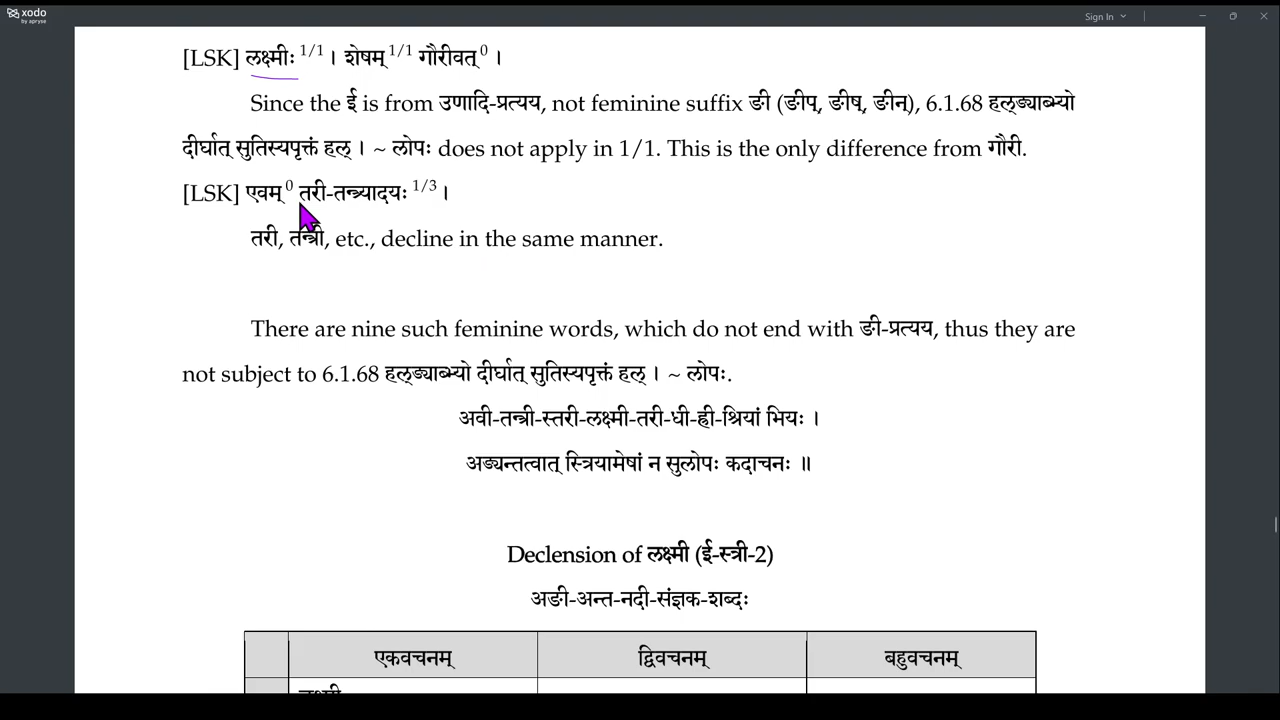 xodo
by apryse
Sign In
[LSK] लक्ष्मीः 1/1 । शेषम् 1/1 गौरीवत् 0 ।
Since the ई is from उणादि-प्रत्यय, not feminine suffix ङी (ङीप्, ङीष्, ङीन्), 6.1.68 हल्ङ्याब्भ्यो
दीर्घात् सुतिस्यपृक्तं हल् । ~ लोपः does not apply in 1/1. This is the only difference from गौरी.
[LSK] एवम् 0 तरी-तन्त्र्यादयः 1/3 ।
तरी, तन्त्री, etc., decline in the same manner.
There are nine such feminine words, which do not end with ङी-प्रत्यय, thus they are
not subject to 6.1.68 हल्ङ्याब्भ्यो दीर्घात् सुतिस्यपृक्तं हल् । ~ लोपः.
अवी-तन्त्री-स्तरी-लक्ष्मी-तरी-धी-ह्री-श्रियां भियः ।
अङ्यन्तत्वात् स्त्रियामेषां न सुलोपः कदाचनः ॥
Declension of लक्ष्मी (ई-स्त्री-2)
अङी-अन्त-नदी-संज्ञक-शब्दः
एकवचनम् द्विवचनम् बहुवचनम्